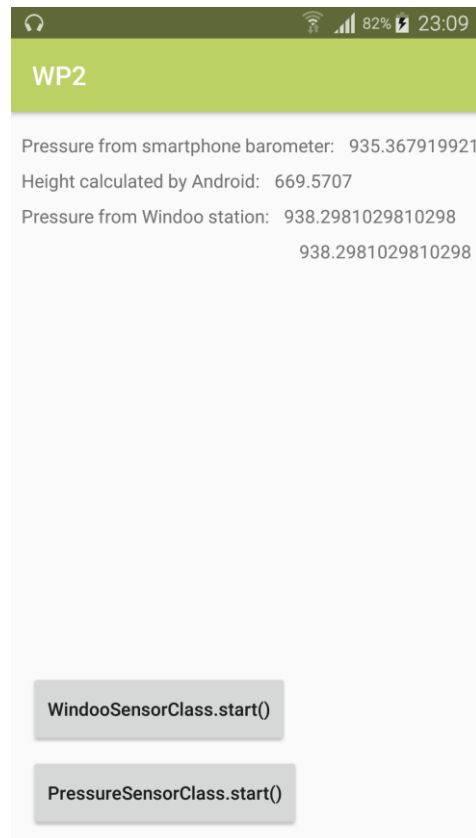 82% 23:09
WP2
Pressure from smartphone barometer: 935.367919921
Height calculated by Android: 669.5707
Pressure from Windoo station: 938.2981029810298
938.2981029810298
WindooSensorClass.start()
PressureSensorClass.start()